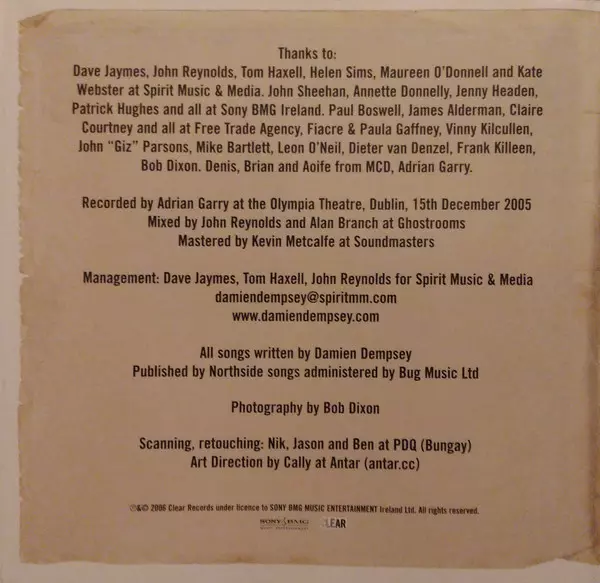 Thanks to:
Dave Jaymes, John Reynolds, Tom Haxell, Helen Sims, Maureen O'Donnell and Kate
Webster at Spirit Music & Media. John Sheehan, Annette Donnelly, Jenny Headen,
Patrick Hughes and all at Sony BMG Ireland. Paul Boswell, James Alderman, Claire
Courtney and all at Free Trade Agency, Fiacre & Paula Gaffney, Vinny Kilcullen,
John "Giz" Parsons, Mike Bartlett, Leon O'Neil, Dieter van Denzel, Frank Killeen,
Bob Dixon. Denis, Brian and Aoife from MCD, Adrian Garry.
Recorded by Adrian Garry at the Olympia Theatre, Dublin, 15th December 2005
Mixed by John Reynolds and Alan Branch at Ghostrooms
Mastered by Kevin Metcalfe at Soundmasters
Management: Dave Jaymes, Tom Haxell, John Reynolds for Spirit Music & Media
damiendempsey@spiritmm.com
www.damiendempsey.com
All songs written by Damien Dempsey
Published by Northside songs administered by Bug Music Ltd
Photography by Bob Dixon
Scanning, retouching: Nik, Jason and Ben at PDQ (Bungay)
Art Direction by Cally at Antar (antar.cc)
℗&© 2006 Clear Records under licence to SONY BMG MUSIC ENTERTAINMENT Ireland Ltd. All rights reserved.
SONY BMG CLEAR
MUSIC ENTERTAINMENT